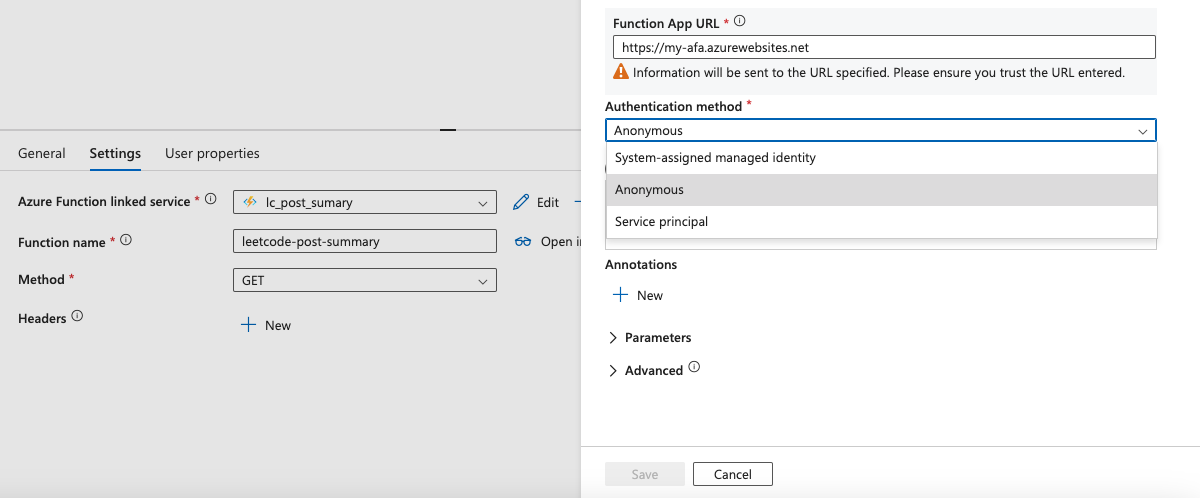 General Settings User properties
Azure Function linked service * lc_post_sumary Edit
Function name * leetcode-post-summary Open
Method * GET
Headers New
Function App URL *
https://my-afa.azurewebsites.net
Information will be sent to the URL specified. Please ensure you trust the URL entered.
Authentication method *
Anonymous
System-assigned managed identity
Anonymous
Service principal
Annotations
New
Parameters
Advanced
Save Cancel